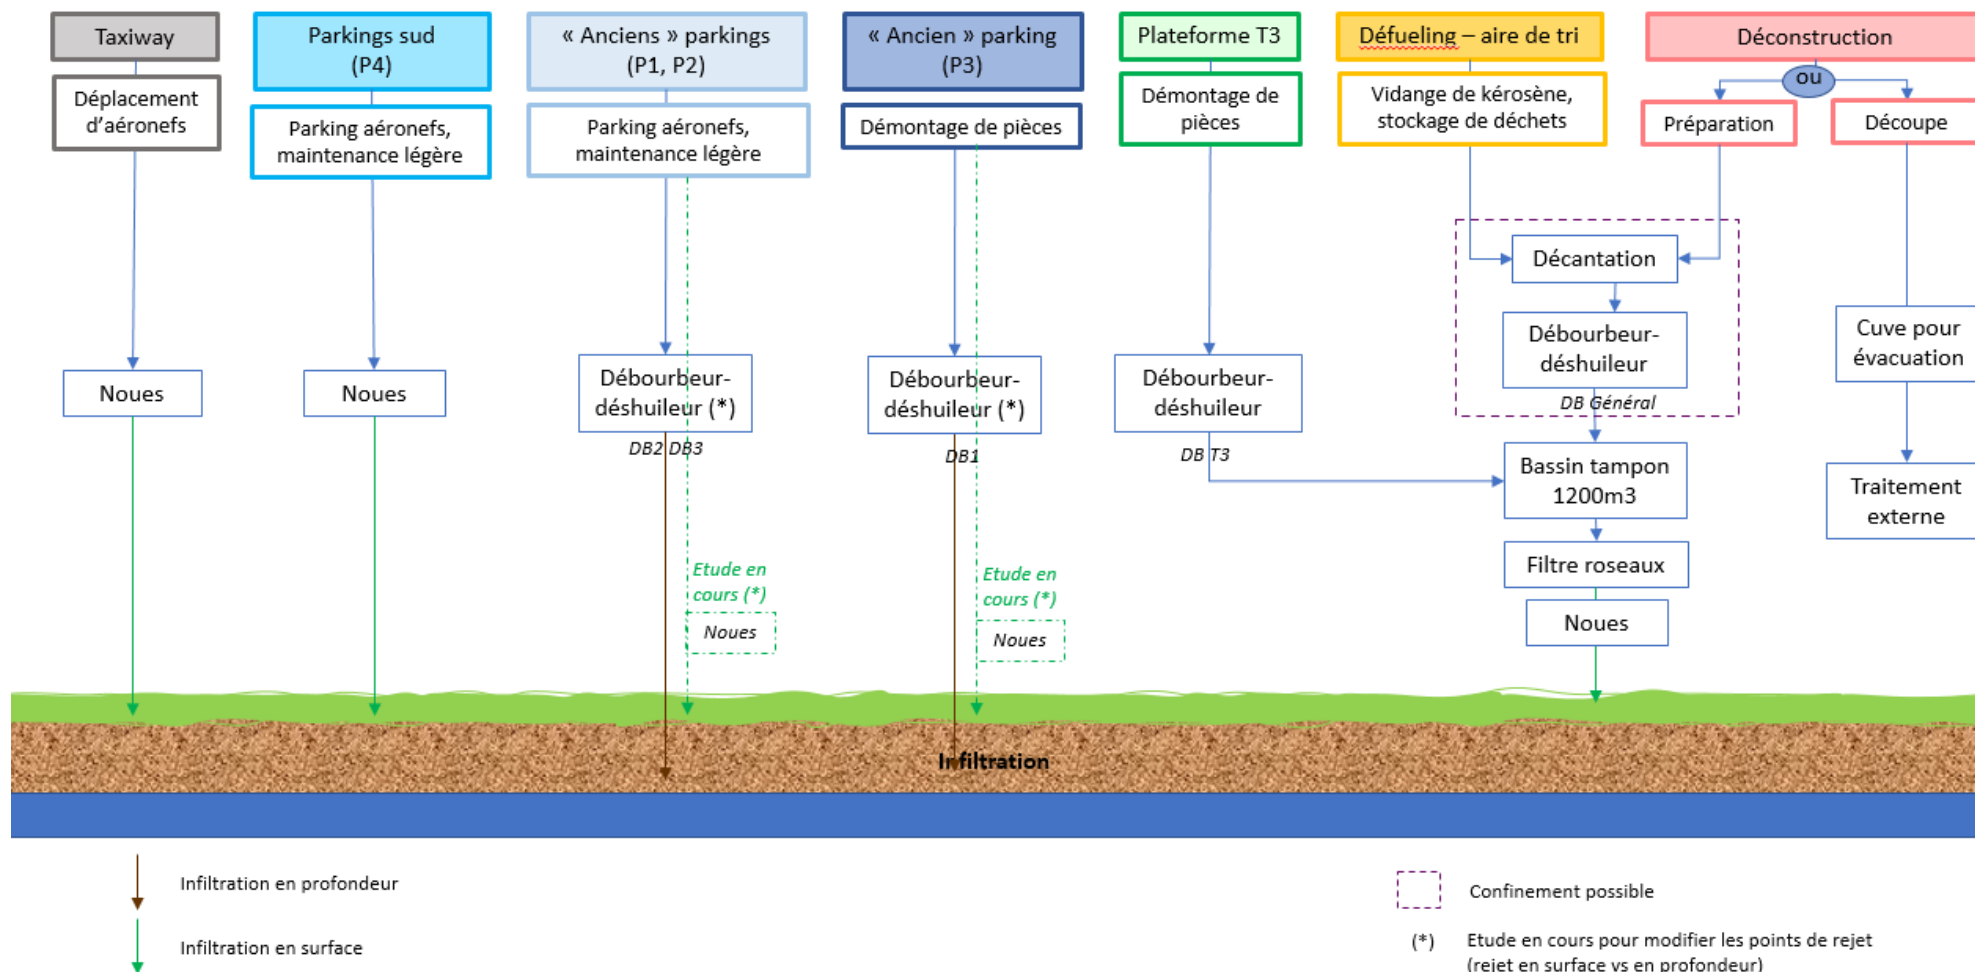 Taxiway
Déplacement
d'aéronefs
Noues
Parkings sud
(P4)
Parking aéronefs,
maintenance légère
Noues
« Anciens » parkings
(P1, P2)
Parking aéronefs,
maintenance légère
Débourbeur-
déshuileur (*)
DB2 DB3
Etude en
cours (*)
Noues
« Ancien » parking
(P3)
Démontage de pièces
Débourbeur-
déshuileur (*)
DB1
Etude en
cours (*)
Noues
Plateforme T3
Démontage de
pièces
Débourbeur-
déshuileur
DB T3
Défueling – aire de tri
Vidange de kérosène,
stockage de déchets
Déconstruction
ou
Préparation
Découpe
Décantation
Débourbeur-
déshuileur
DB Général
Bassin tampon
1200m3
Filtre roseaux
Noues
Cuve pour
évacuation
Traitement
externe
Infiltration
Infiltration en profondeur
Infiltration en surface
Confinement possible
(*) Etude en cours pour modifier les points de rejet
(rejet en surface vs en profondeur)